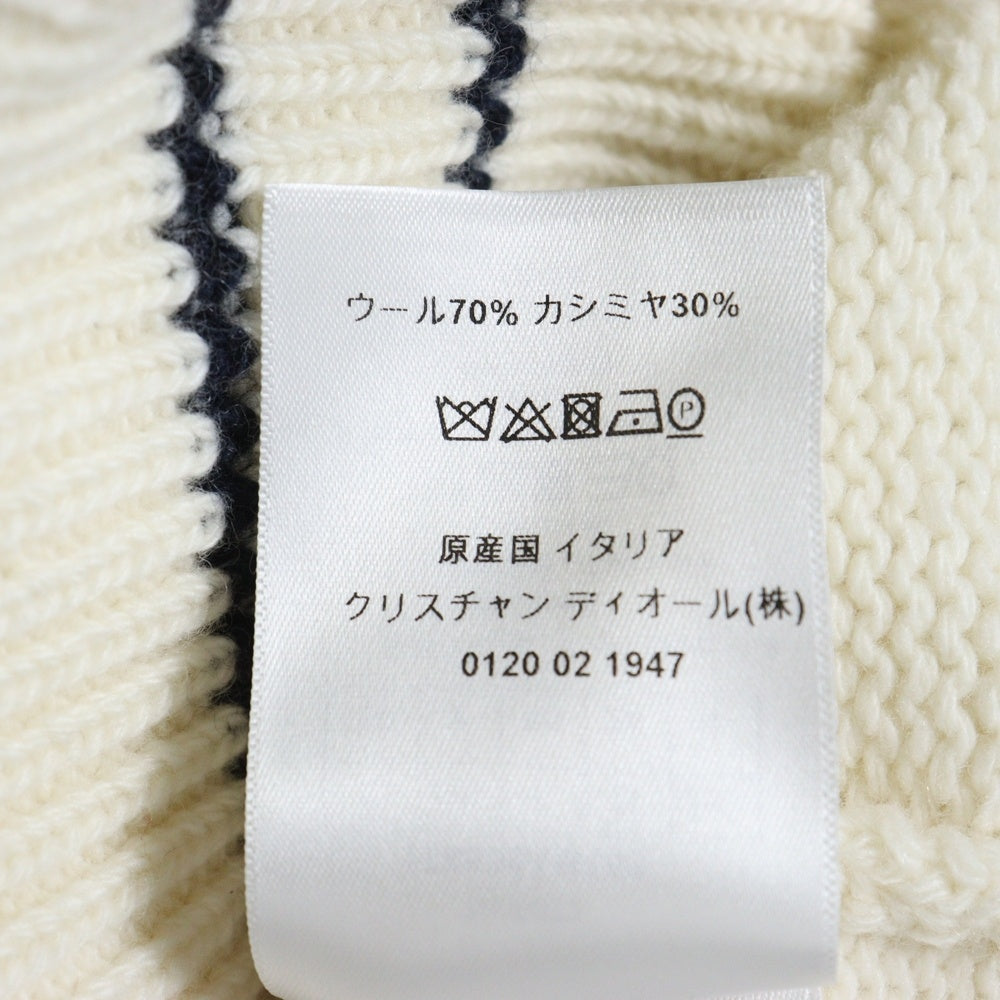 ウール70% カシミヤ30%
P
原産国 イタリア
クリスチャン ディオール(株)
0120 02 1947